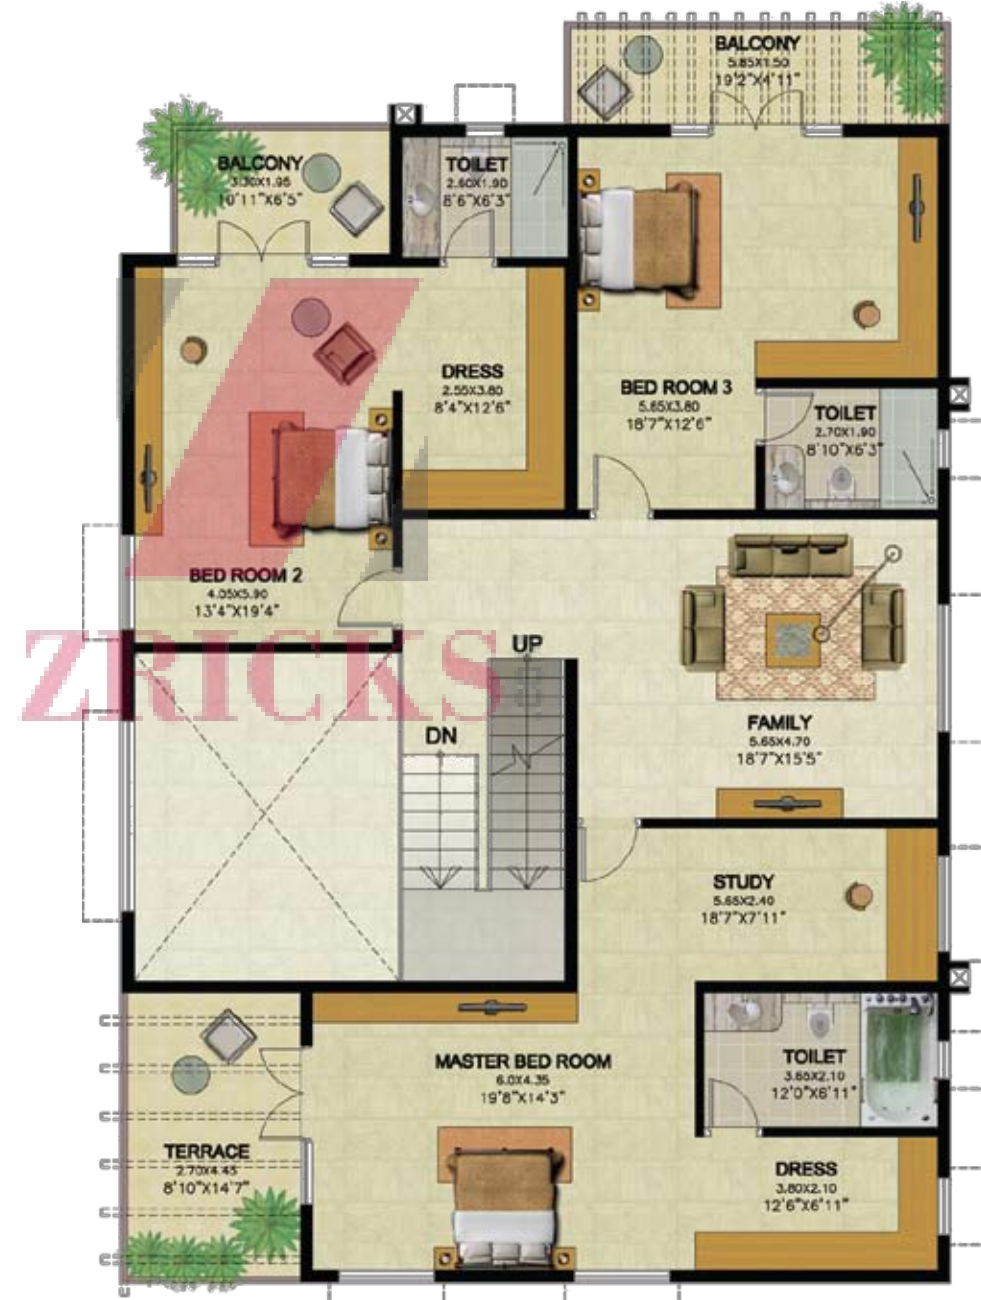 BALCONY
5.85X1.50
19'2"X4'11"
BALCONY
3.30X1.95
10'11"X6'5"
TOILET
2.60X1.90
8'6"X6'3"
DRESS
2.55X3.80
8'4"X12'6"
BED ROOM 3
5.65X3.80
18'7"X12'6"
TOILET
2.70X1.90
8'10"X6'3"
BED ROOM 2
4.05X5.90
13'4"X19'4"
ZRICKS
UP
DN
FAMILY
5.65X4.70
18'7"X15'5"
STUDY
5.65X2.40
18'7"X7'11"
MASTER BED ROOM
6.0X4.35
19'8"X14'3"
TOILET
3.65X2.10
12'0"X6'11"
TERRACE
2.70X4.45
8'10"X14'7"
DRESS
3.80X2.10
12'6"X6'11"